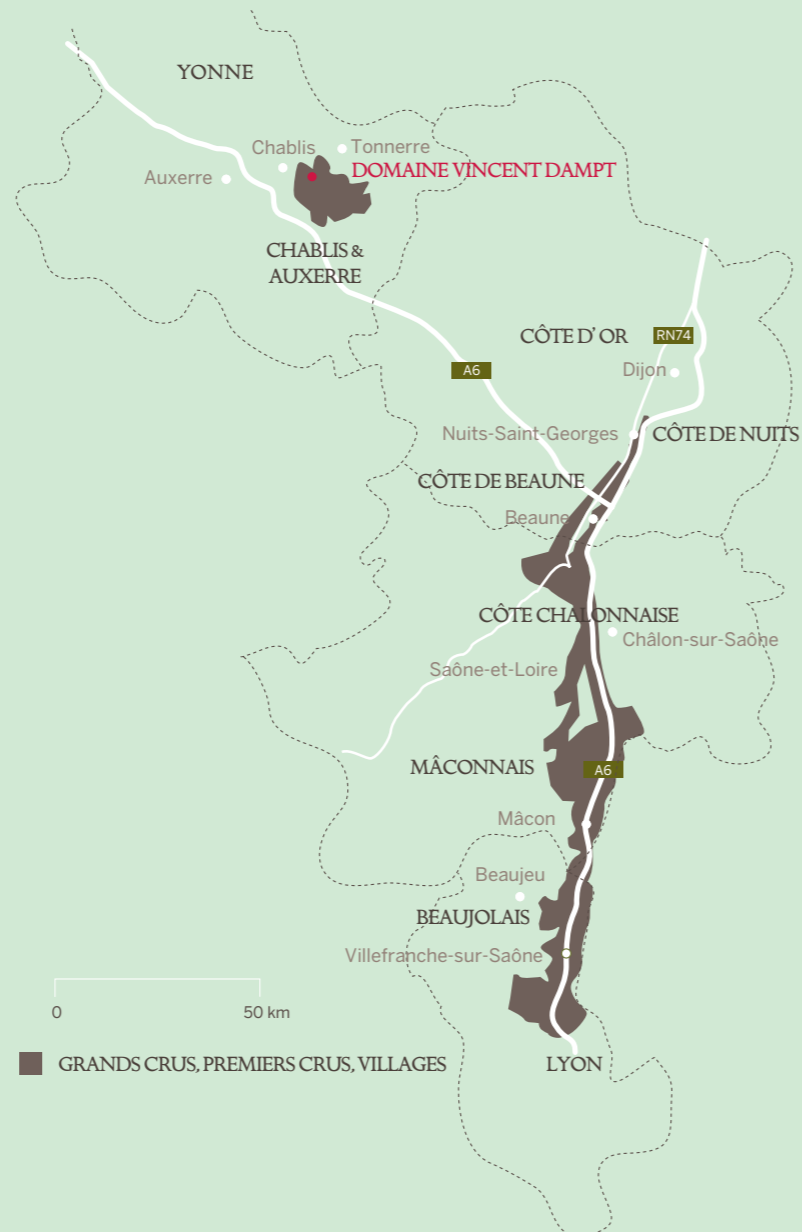 YONNE
Chablis
Tonnerre
Auxerre
DOMAINE VINCENT DAMPT
CHABLIS &
AUXERRE
CÔTE D' OR
RN74
A6
Dijon
Nuits-Saint-Georges
CÔTE DE NUITS
CÔTE DE BEAUNE
Beaune
CÔTE CHALONNAISE
Châlon-sur-Saône
Saône-et-Loire
MÂCONNAIS
A6
Mâcon
Beaujeu
BEAUJOLAIS
Villefranche-sur-Saône
0
50 km
GRANDS CRUS, PREMIERS CRUS, VILLAGES
LYON